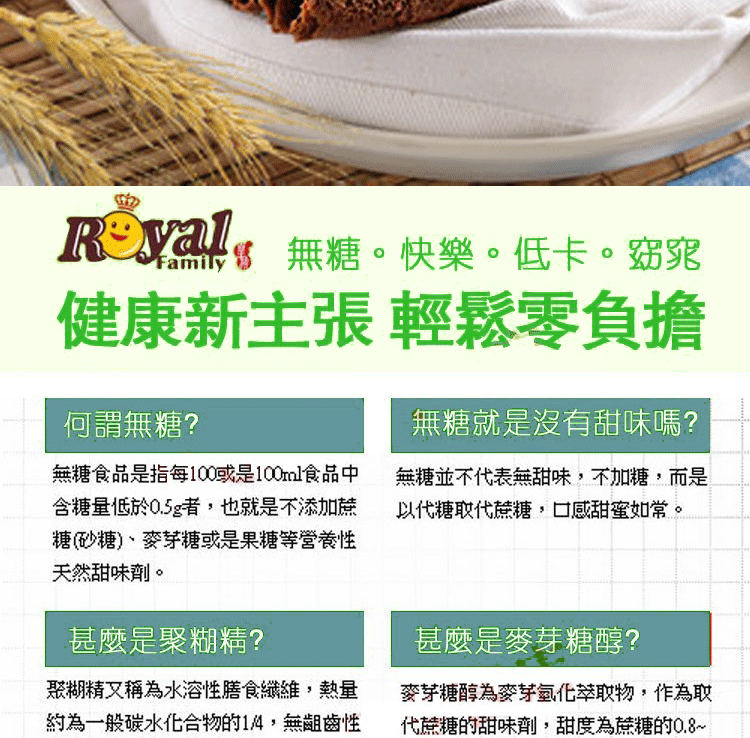 Royal
Family
無糖。快樂。低卡。窈窕
健康新主張 輕鬆零負擔
何謂無糖?
無糖食品是指每100或是100ml食品中
含糖量低於0.5g者，也就是不添加蔗
糖(砂糖)、麥芽糖或是果糖等營養性
天然甜味劑。
無糖就是沒有甜味嗎?
無糖並不代表無甜味，不加糖，而是
以代糖取代蔗糖，口感甜蜜如常。
甚麼是聚糊精?
聚糊精又稱為水溶性膳食纖維，熱量
約為一般碳水化合物的1/4，無齟齒性
甚麼是麥芽糖醇?
麥芽糖醇為麥芽氫化萃取物，作為取
代蔗糖的甜味劑，甜度為蔗糖的0.8~